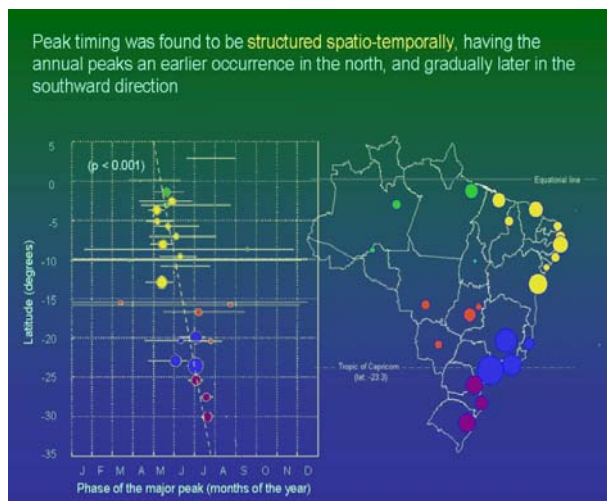 Peak timing was found to be structured spatio-temporally, having the
annual peaks an earlier occurrence in the north, and gradually later in the
southward direction
(p < 0.001)
Latitude (degrees)
5
0
-5
-10
-15
-20
-25
-30
-35
J F M A M J J A S O N D
Phase of the major peak (months of the year)
Equatorial line
Tropic of Capricorn
(lat. -23.3)